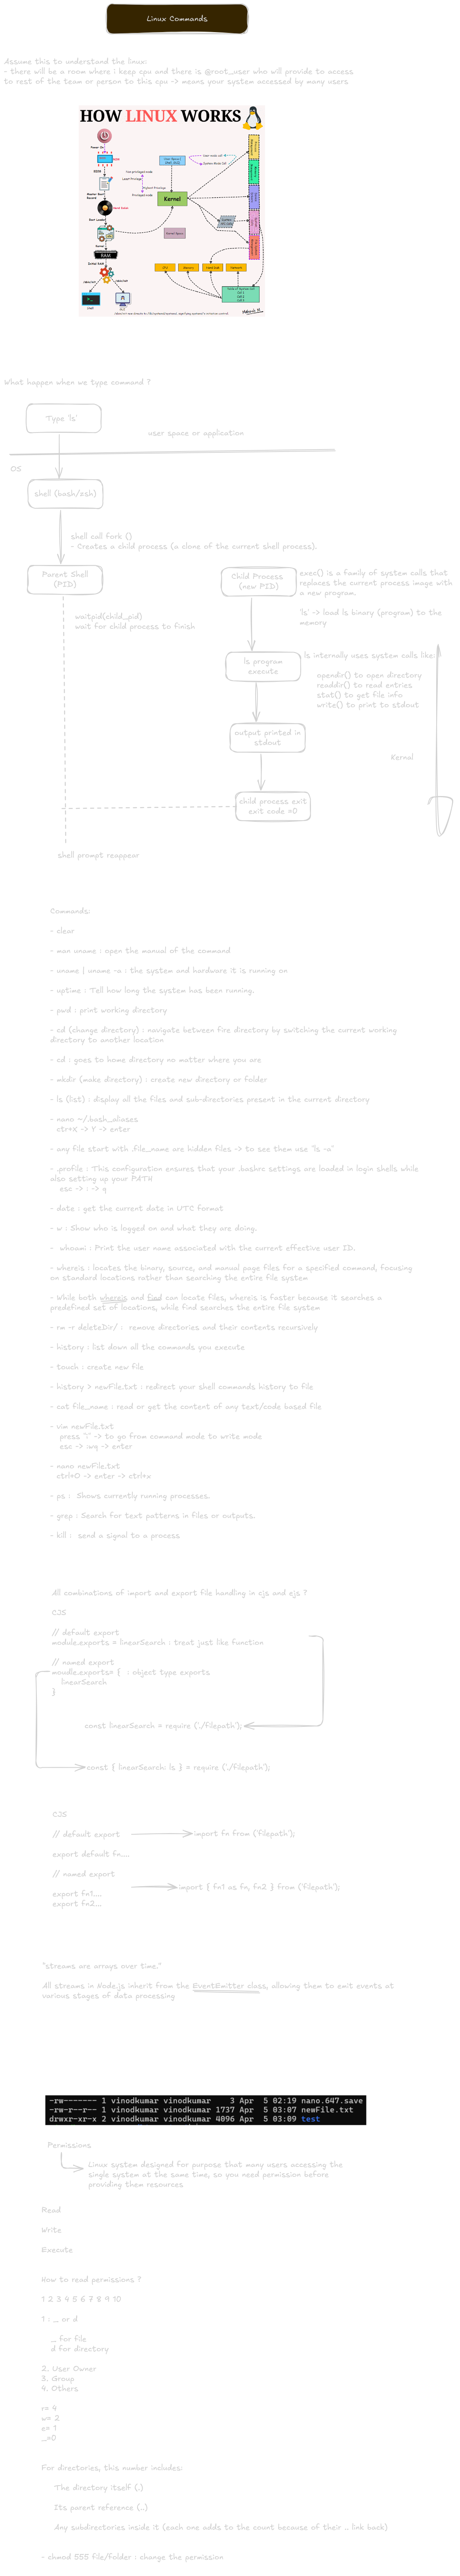 Linux Commands
Assume this to understand the linux:
- there will be a room where i keep cpu and there is @root_user who will provide to access
to rest of the team or person to this cpu -> means your system accessed by many users
HOW LINUX WORKS
Kernel
RAM
What happen when we type command ?
Type 'ls'
user space or application
OS
shell (bash/zsh)
shell call fork ()
- Creates a child process (a clone of the current shell process).
Parent Shell
(PID)
Child Process
(new PID)
exec() is a family of system calls that
replaces the current process image with
a new program.
'ls' -> load ls binary (program) to the
memory
waitpid(child_pid)
wait for child process to finish
ls program
execute
ls internally uses system calls like:
opendir() to open directory
readdir() to read entries
stat() to get file info
write() to print to stdout
output printed in
stdout
Kernel
child process exit
exit code =0
shell prompt reappear
Commands:
- clear
- man uname : open the manual of the command
- uname | uname -a : the system and hardware it is running on
- uptime : Tell how long the system has been running.
- pwd : print working directory
- cd (change directory) : navigate between fire directory by switching the current working
directory to another location
- cd : goes to home directory no matter where you are
- mkdir (make directory) : create new directory or folder
- ls (list) : display all the files and sub-directories present in the current directory
- nano ~/.bash_aliases
ctr+X -> Y -> enter
- any file start with .file_name are hidden files -> to see them use "ls -a"
- .profile : This configuration ensures that your .bashrc settings are loaded in login shells while
also setting up your PATH
esc -> : -> q
- date : get the current date in UTC format
- w : Show who is logged on and what they are doing.
- whoami : Print the user name associated with the current effective user ID.
- whereis : locates the binary, source, and manual page files for a specified command, focusing
on standard locations rather than searching the entire file system
- While both whereis and find can locate files, whereis is faster because it searches a
predefined set of locations, while find searches the entire file system
- rm -r deleteDir/ : remove directories and their contents recursively
- history : list down all the commands you execute
- touch : create new file
- history > newFile.txt : redirect your shell commands history to file
- cat file_name : read or get the content of any text/code based file
- vim newFile.txt
press "i" -> to go from command mode to write mode
esc -> :wq -> enter
- nano newFile.txt
ctrl+O -> enter -> ctrl+x
- ps : Shows currently running processes.
- grep : Search for text patterns in files or outputs.
- kill : send a signal to a process
All combinations of import and export file handling in cjs and ejs ?
CJS
// default export
module.exports = linearSearch : treat just like function
// named export
moudle.exports= { : object type exports
linearSearch
}
const linearSearch = require ('./filepath');
const { linearSearch: ls } = require ('./filepath');
CJS
// default export
import fn from ('filepath');
export default fn....
// named export
import { fn1 as fn, fn2 } from ('filepath');
export fn1...
export fn2...
"streams are arrays over time."
All streams in Node.js inherit from the EventEmitter class, allowing them to emit events at
various stages of data processing
-rw------- 1 vinodkumar vinodkumar 3 Apr 5 02:19 nano.647.save
-rw-r--r-- 1 vinodkumar vinodkumar 1737 Apr 5 03:07 newFile.txt
drwxr-xr-x 2 vinodkumar vinodkumar 4096 Apr 5 03:09 test
Permissions
Linux system designed for purpose that many users accessing the
single system at the same time, so you need permission before
providing them resources
Read
Write
Execute
How to read permissions ?
1 2 3 4 5 6 7 8 9 10
1 : _ or d
_ for file
d for directory
2. User Owner
3. Group
4. Others
r= 4
w= 2
e= 1
_=0
For directories, this number includes:
The directory itself (.)
Its parent reference (..)
Any subdirectories inside it (each one adds to the count because of their .. link back)
- chmod 555 file/folder : change the permission